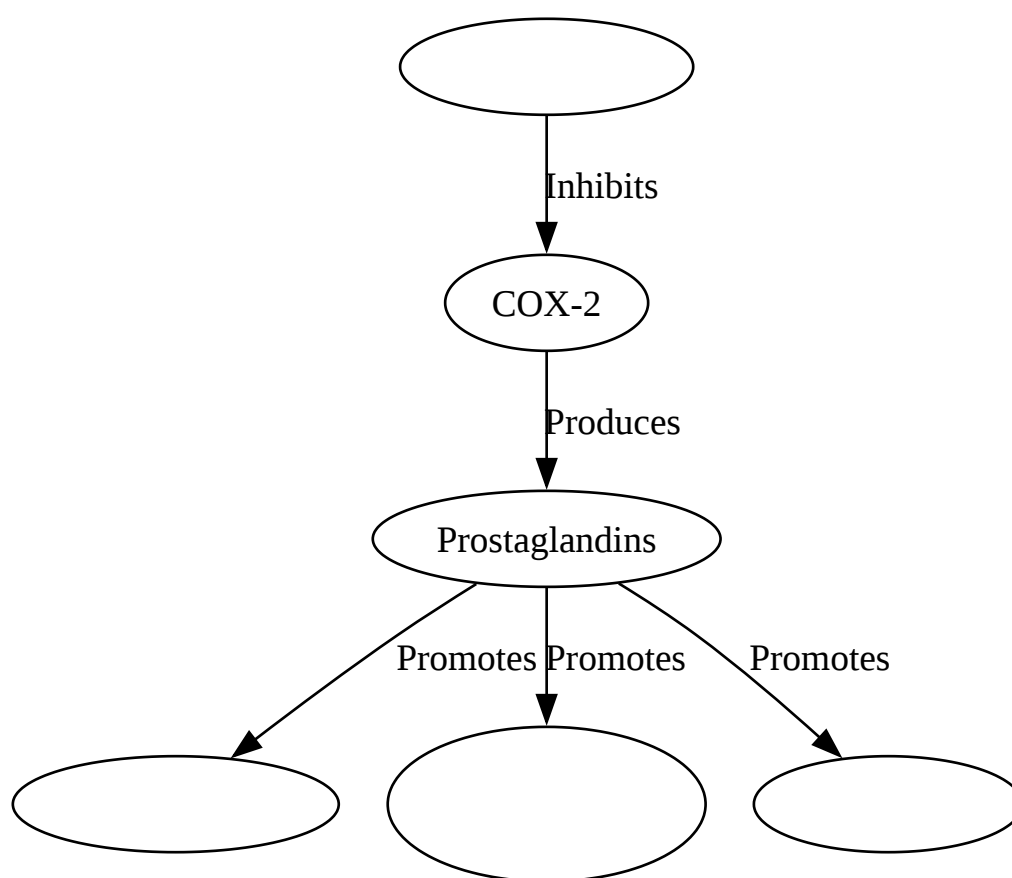 Inhibits
COX-2
Produces
Prostaglandins
Promotes
Promotes
Promotes